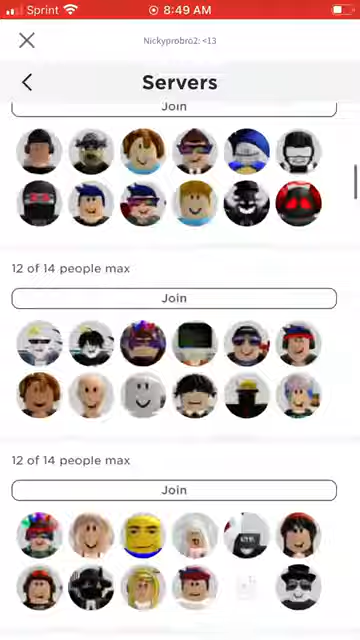 Sprint 8:49 AM
Nickyprobro2: <13
Servers
Join
12 of 14 people max
Join
12 of 14 people max
Join